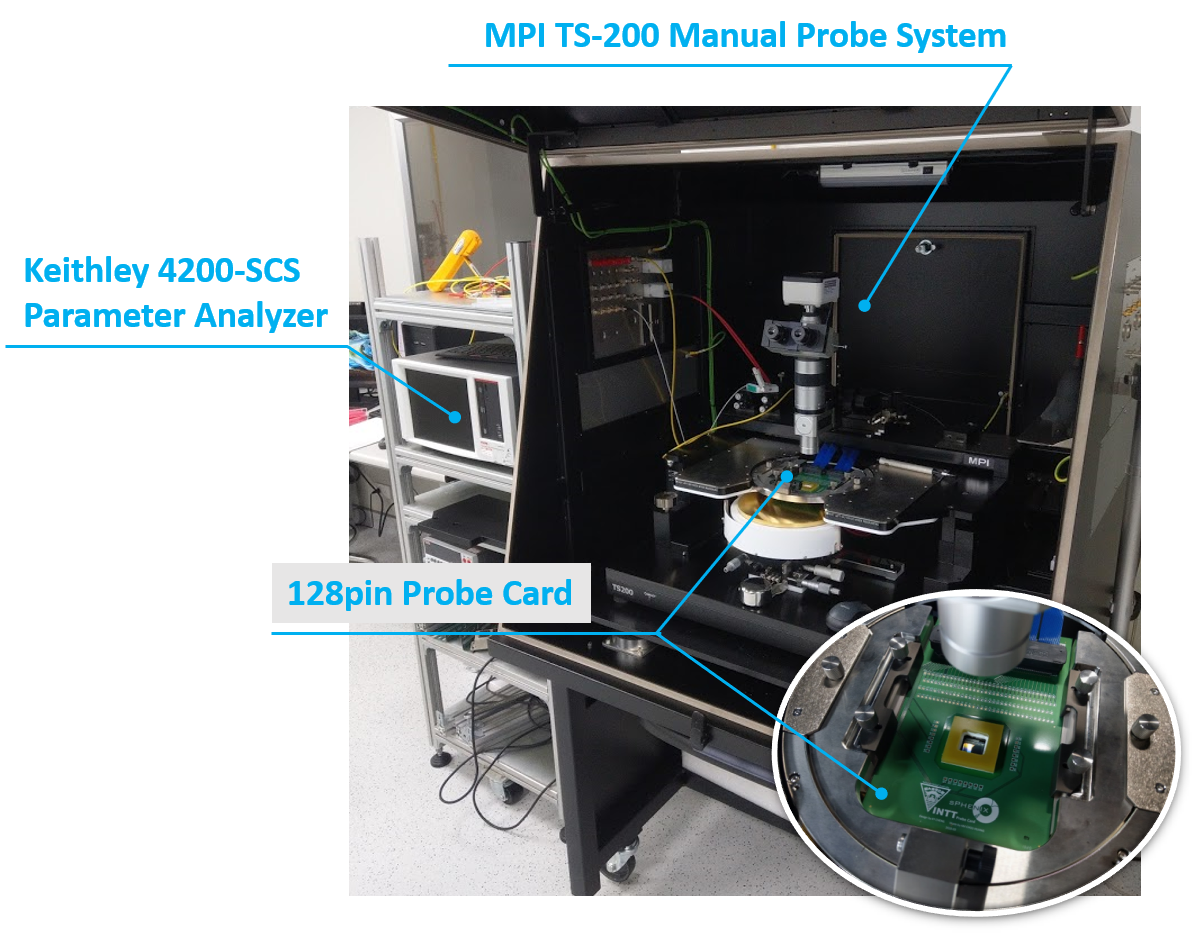 MPI TS-200 Manual Probe System
Keithley 4200-SCS
Parameter Analyzer
MPI
128pin Probe Card
TS200
sPHENIX
INTT